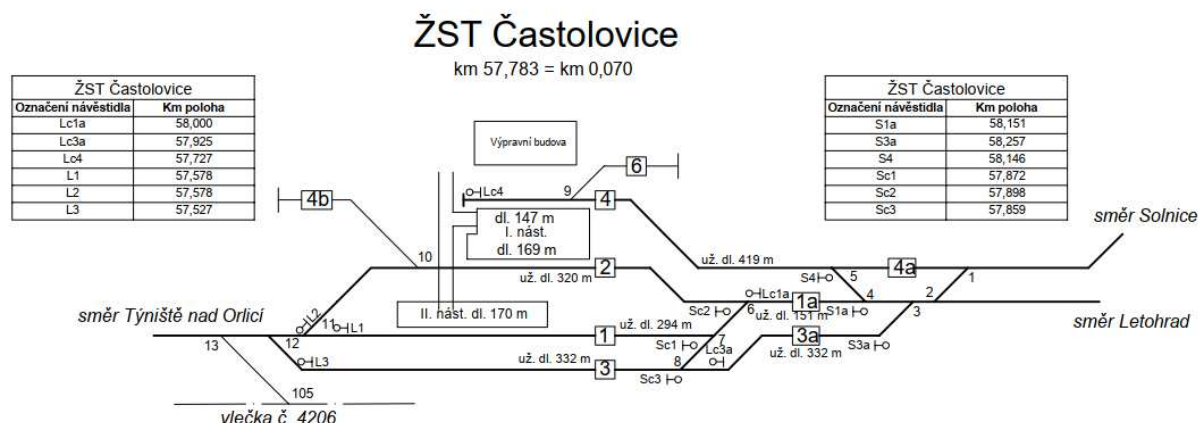 ŽST Častolovice
km 57,783 = km 0,070
ŽST Častolovice
Označení návěstidla Km poloha
Lc1a 58,000
Lc3a 57,925
Lc4 57,727
L1 57,578
L2 57,578
L3 57,527
ŽST Častolovice
Označení návěstidla Km poloha
S1a 58,151
S3a 58,257
S4 58,146
Sc1 57,872
Sc2 57,898
Sc3 57,859
Výpravní budova
6
4b
Lc4
9
4
dl. 147 m
I. nást.
dl. 169 m
směr Solnice
10
už. dl. 320 m
2
už. dl. 419 m
4a
S4
5
1
Lc1a
1a
4
2
L2
II. nást. dl. 170 m
Sc2
6
už. dl. 151 m
S1a
3
směr Letohrad
směr Týniště nad Orlicí
11
L1
už. dl. 294 m
13
12
1
Sc1
7
3a
S3a
Lc3a
už. dl. 332 m
L3
už. dl. 332 m
3
8
Sc3
105
vlečka č. 4206